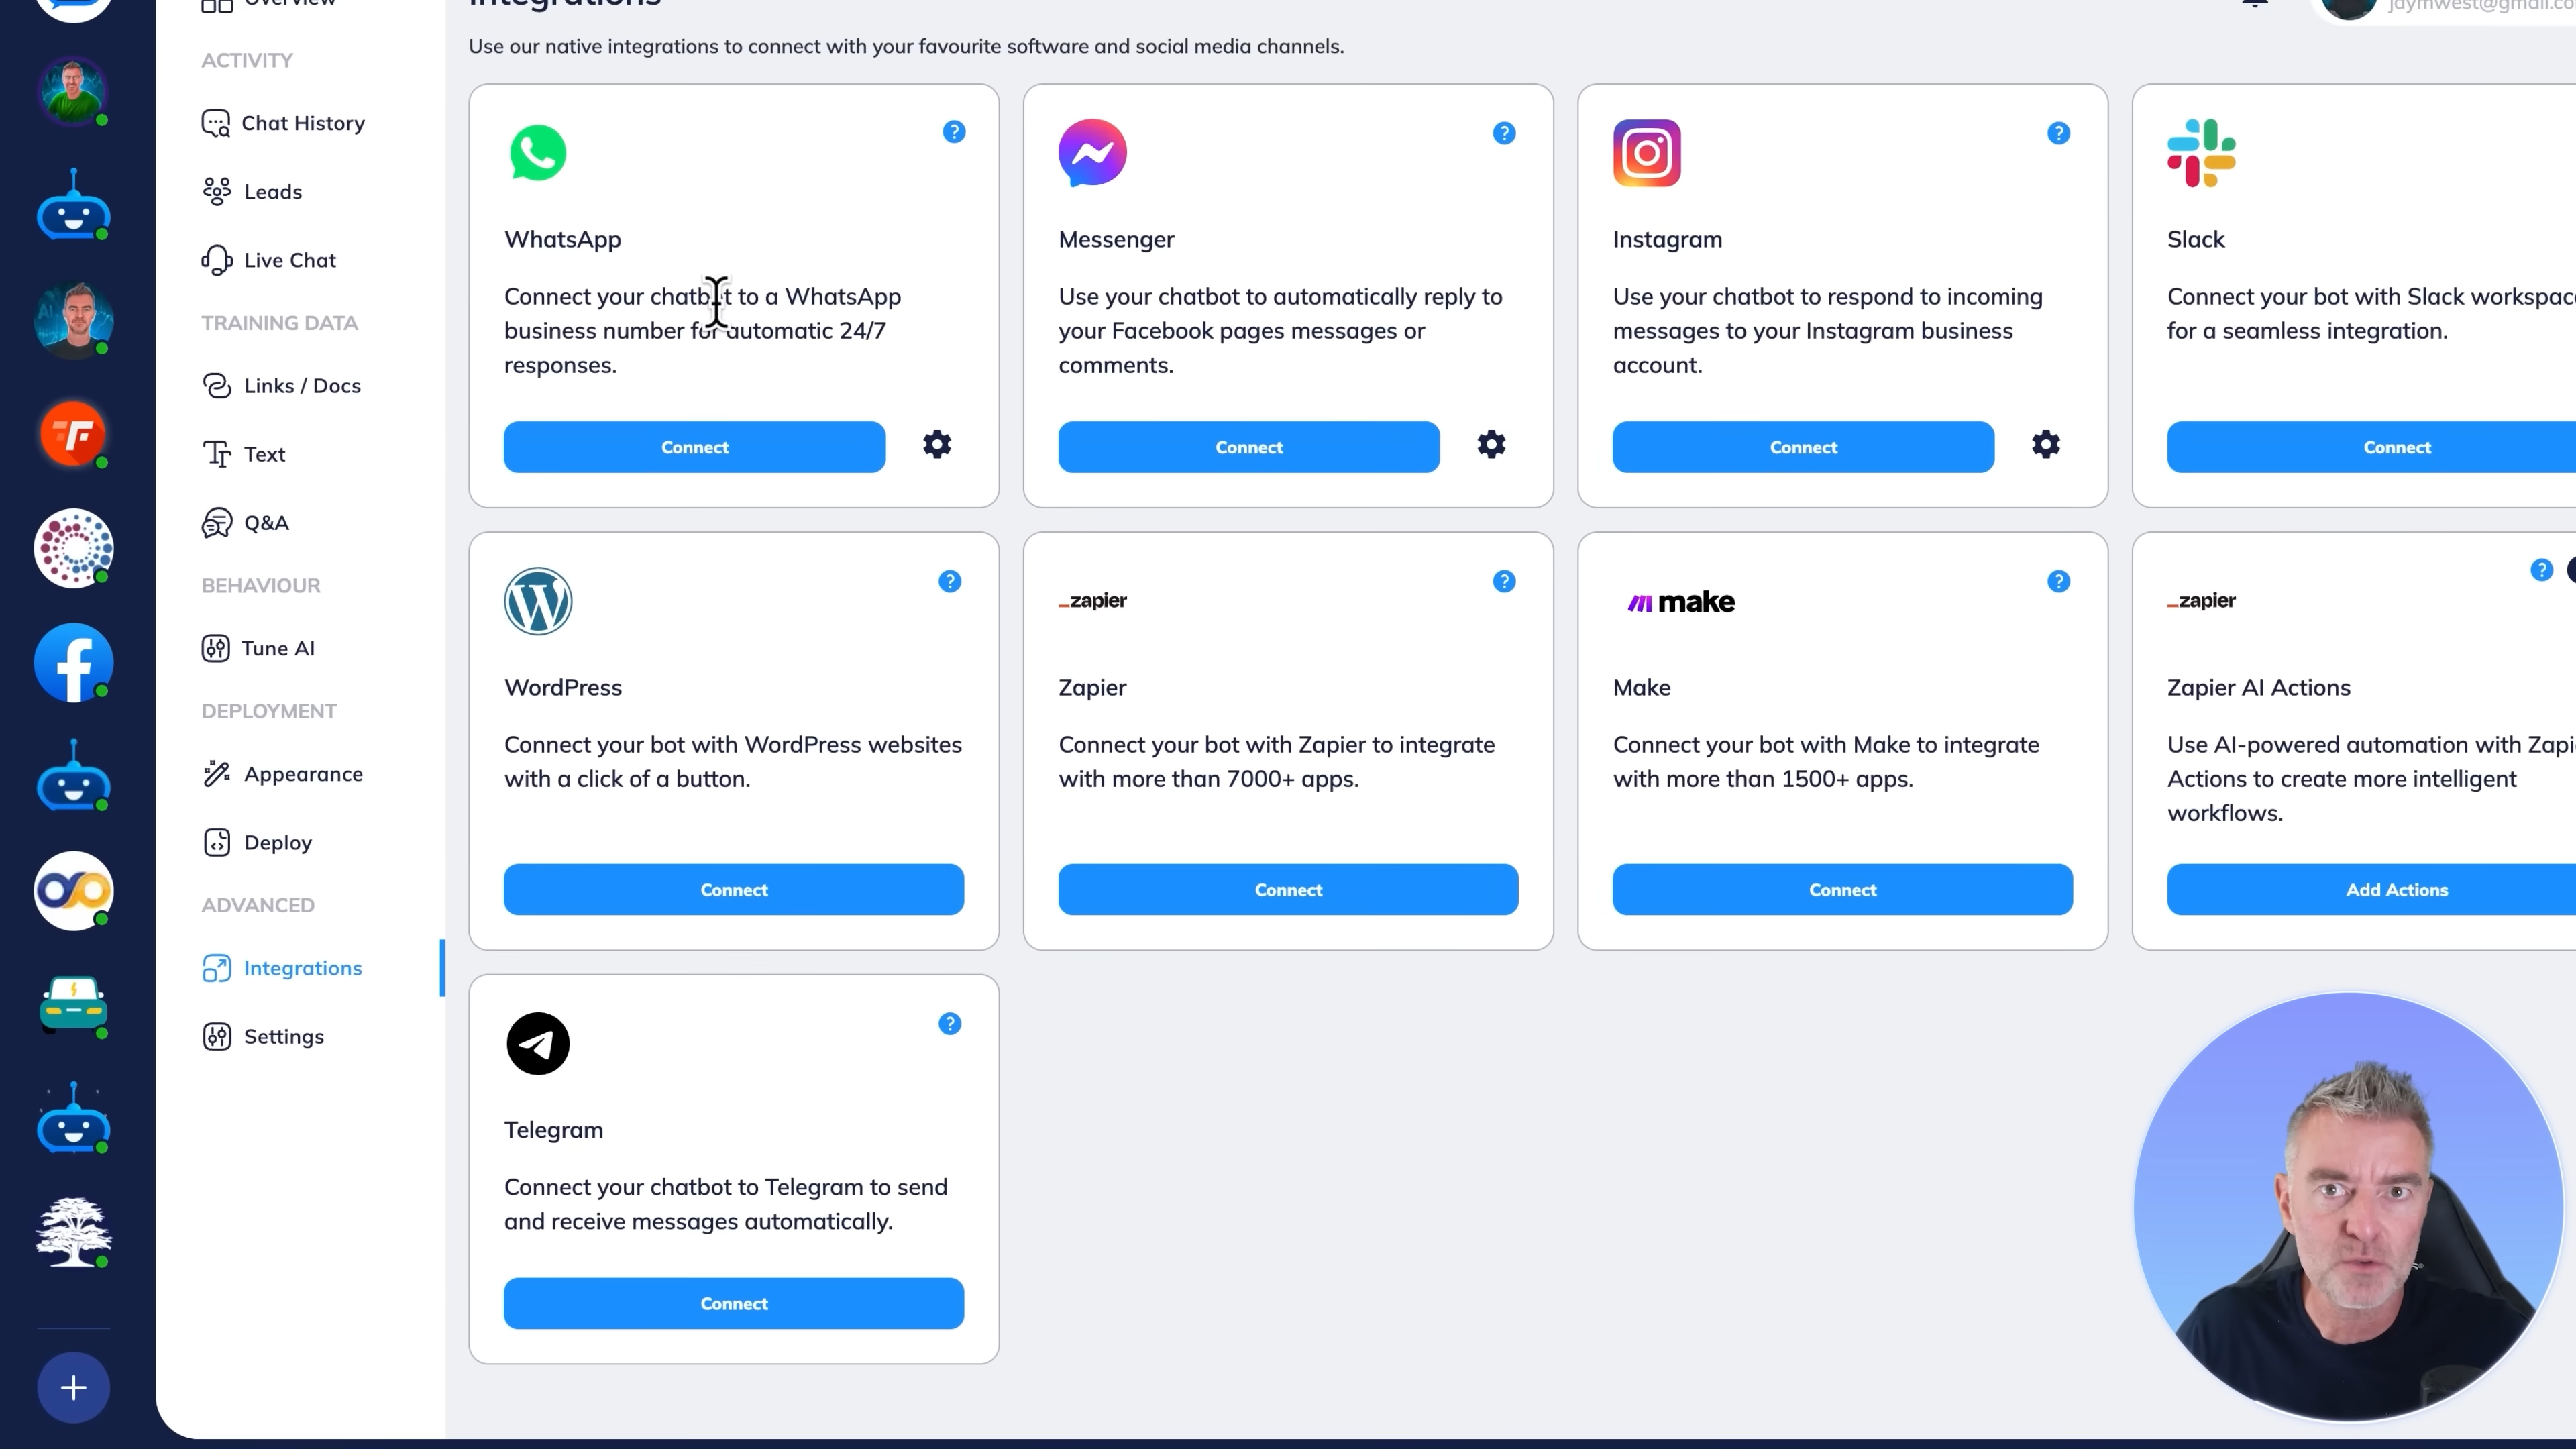 Overview
ACTIVITY
Chat History
Leads
Live Chat
TRAINING DATA
Links / Docs
Text
Q&A
BEHAVIOUR
Tune AI
DEPLOYMENT
Appearance
Deploy
ADVANCED
Integrations
Settings
Integrations
Use our native integrations to connect with your favourite software and social media channels.
WhatsApp
Connect your chatbot to a WhatsApp
business number for automatic 24/7
responses.
Connect
Messenger
Use your chatbot to automatically reply to
your Facebook pages messages or
comments.
Connect
Instagram
Use your chatbot to respond to incoming
messages to your Instagram business
account.
Connect
Slack
Connect your bot with Slack
for a seamless integration.
Connect
WordPress
Connect your bot with WordPress websites
with a click of a button.
Connect
zapier
Zapier
Connect your bot with Zapier to integrate
with more than 7000+ apps.
Connect
make
Make
Connect your bot with Make to integrate
with more than 1500+ apps.
Connect
zapier
Zapier AI Actions
Use AI-powered automation with
Actions to create more intelligent
workflows.
Add Actions
Telegram
Connect your chatbot to Telegram to send
and receive messages automatically.
Connect